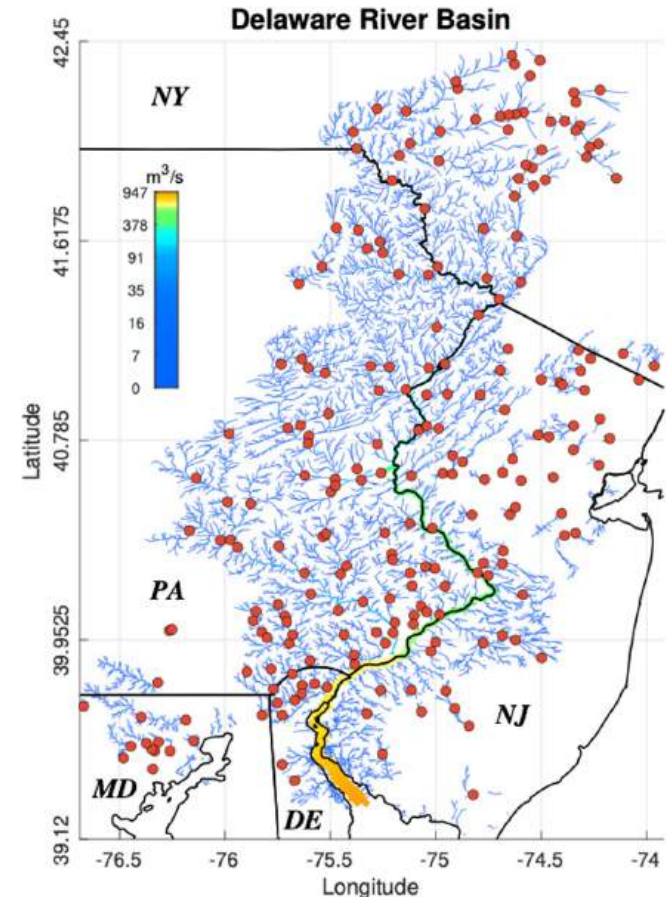 Delaware River Basin
42.45
NY
m³/s
947
378
91
35
16
7
0
41.6175
Latitude
40.785
PA
39.9525
NJ
MD
DE
39.12
-76.5 -76 -75.5 -75 -74.5 -74
Longitude